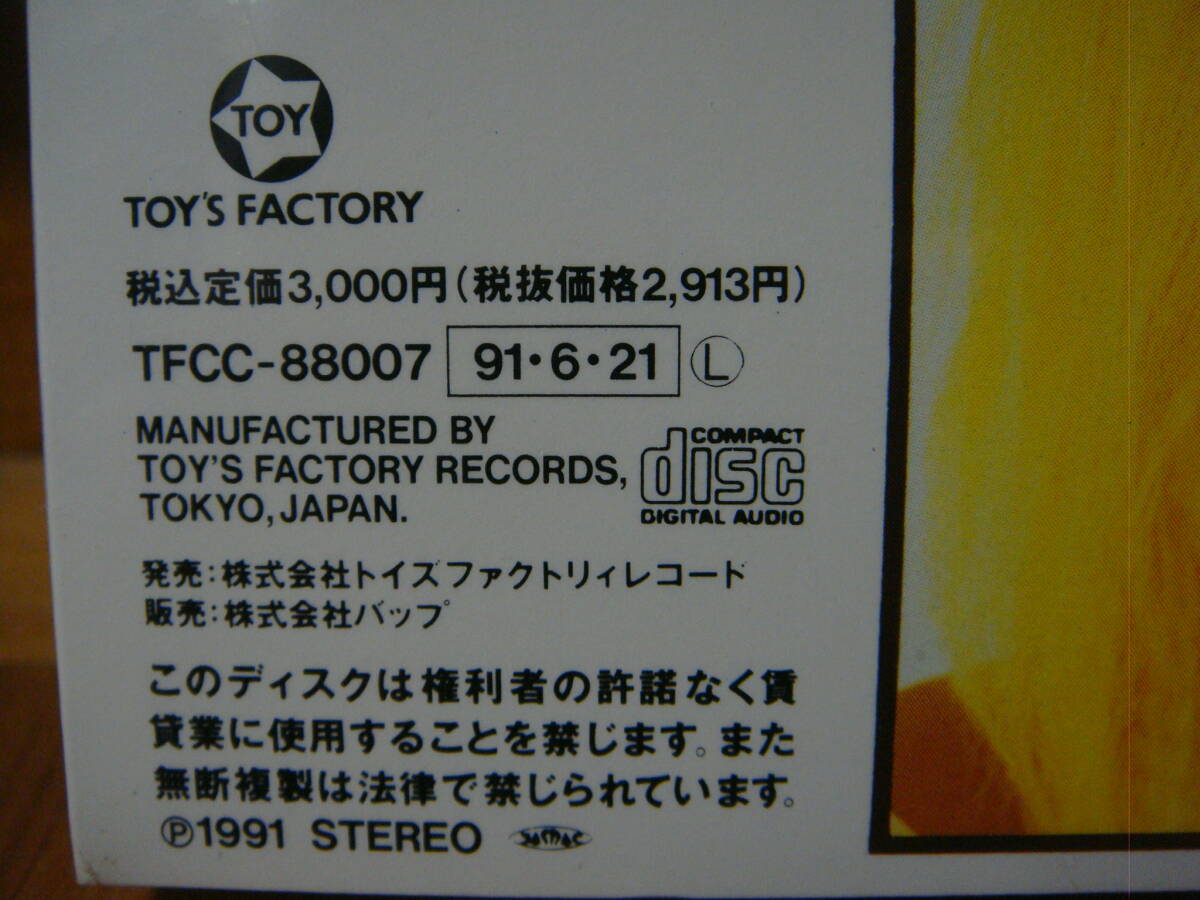 TOY
TOY'S FACTORY
税込定価3,000円(税抜価格2,913円)
TFCC-88007 91・6・21 Ⓛ
MANUFACTURED BY
TOY'S FACTORY RECORDS,
TOKYO, JAPAN.
COMPACT
disc
DIGITAL AUDIO
発売:株式会社トイズファクトリィレコード
販売:株式会社バップ
このディスクは権利者の許諾なく賃
貸業に使用することを禁じます。また
無断複製は法律で禁じられています。
Ⓟ1991 STEREO